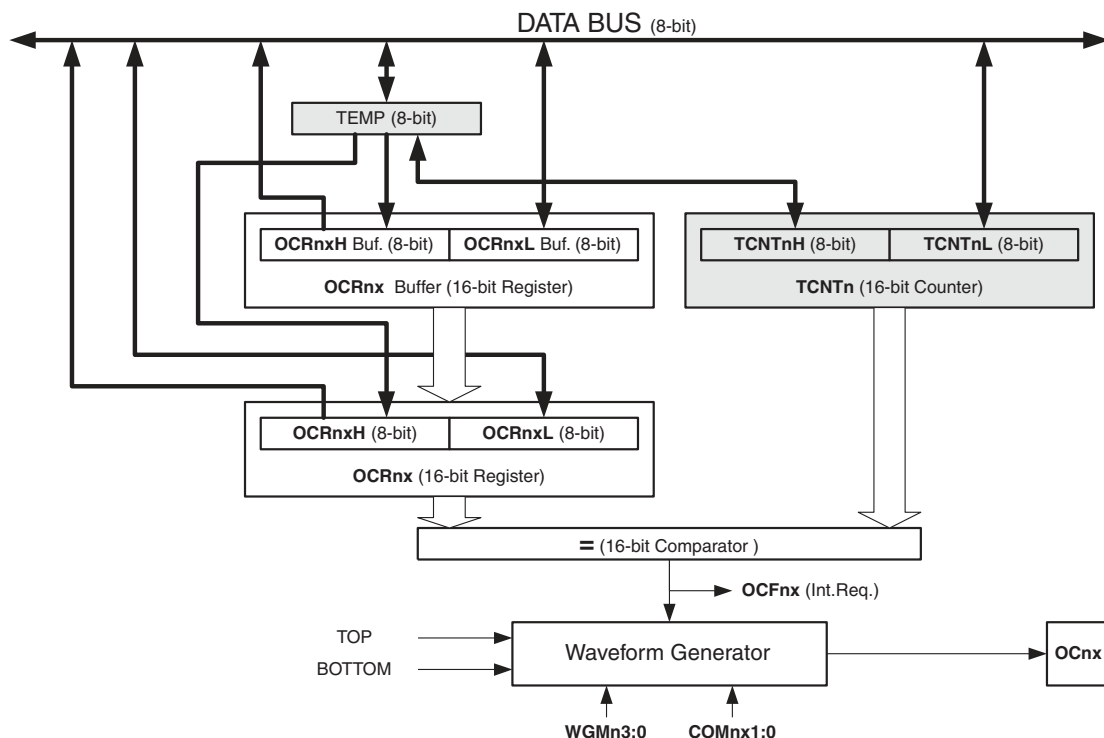 DATA BUS (8-bit)
TEMP (8-bit)
OCRnxH Buf. (8-bit)
OCRnxL Buf. (8-bit)
OCRnx Buffer (16-bit Register)
TCNTnH (8-bit)
TCNTnL (8-bit)
TCNTn (16-bit Counter)
OCRnxH (8-bit)
OCRnxL (8-bit)
OCRnx (16-bit Register)
= (16-bit Comparator )
OCFnx (Int.Req.)
TOP
BOTTOM
Waveform Generator
OCnx
WGMn3:0
COMnx1:0